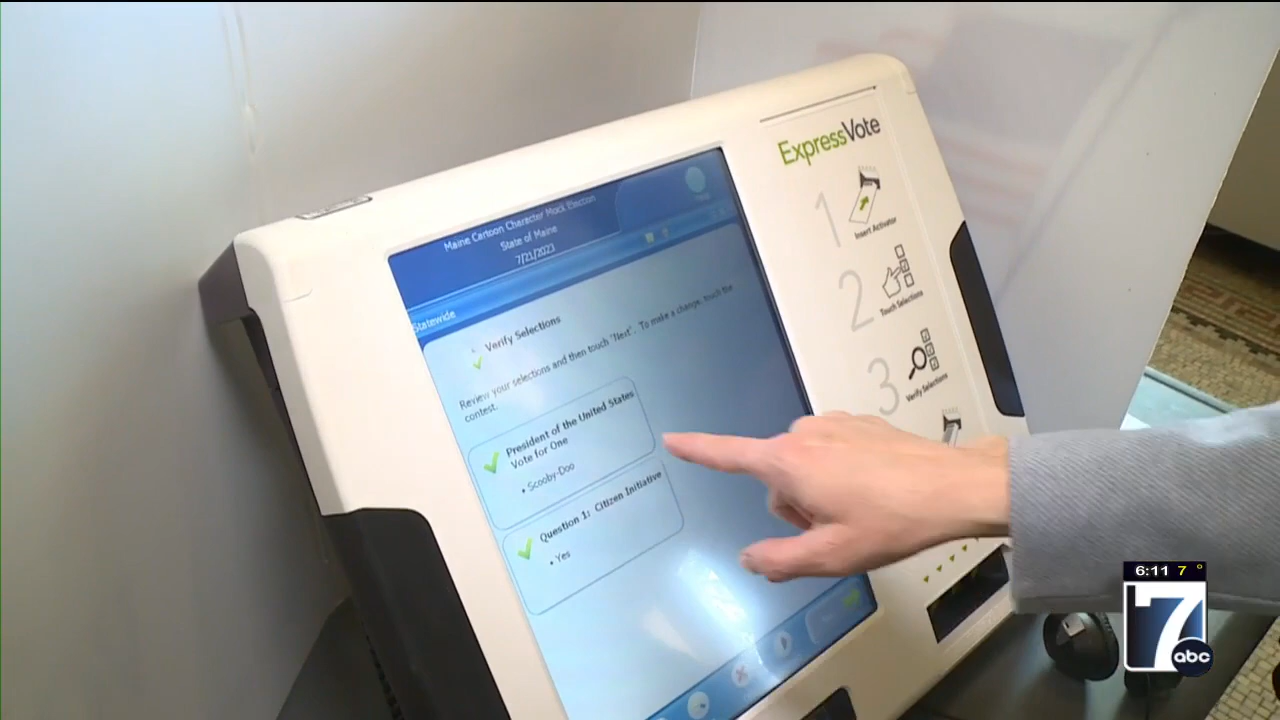 Maine Cartoon Character Mock Election
State of Maine
7/21/2023
Statewide
Verify Selections
Review your selections and then touch "Next". To make a change, touch the
contest.
President of the United States
Vote for One
• Scooby-Doo
Question 1: Citizen Initiative
• Yes
ExpressVote
1
Insert Activator
2
Touch Selections
3
Verify Selections
6:11 7°
7
abc